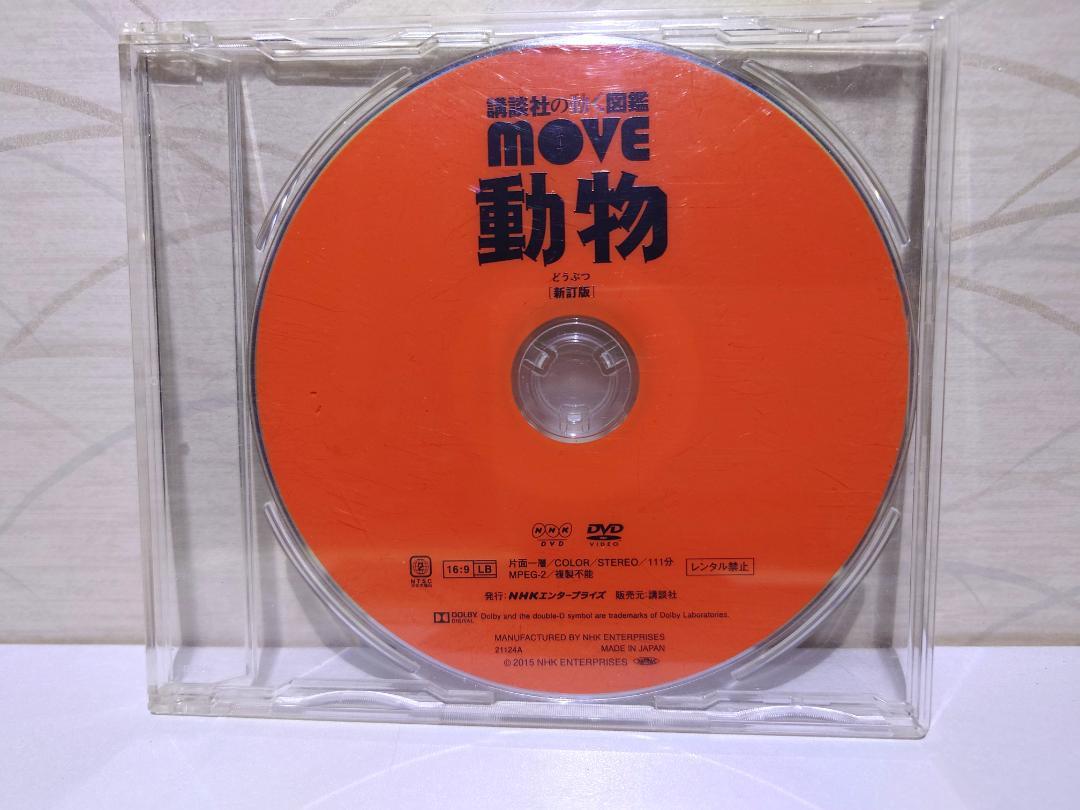 講談社の動く図鑑
MOVE
動物
どうぶつ
[新訂版]
NHK DVD
DVD VIDEO
2 NTSC
16:9 LB
片面一層/COLOR/STEREO/111分
MPEG-2/複製不能
レンタル禁止
発行:NHKエンタープライズ 販売元:講談社
DOLBY DIGITAL Dolby and the double-D symbol are trademarks of Dolby Laboratories.
MANUFACTURED BY NHK ENTERPRISES
21124A MADE IN JAPAN
© 2015 NHK ENTERPRISES